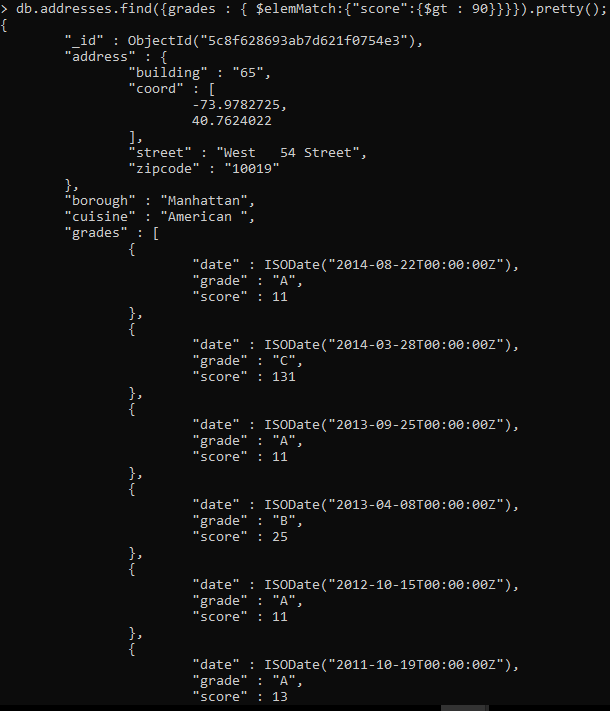 > db.addresses.find({grades : { $elemMatch:{"score":{$gt : 90}}}}).pretty();
{
        "_id" : ObjectId("5c8f628693ab7d621f0754e3"),
        "address" : {
                "building" : "65",
                "coord" : [
                        -73.9782725,
                        40.7624022
                ],
                "street" : "West   54 Street",
                "zipcode" : "10019"
        },
        "borough" : "Manhattan",
        "cuisine" : "American ",
        "grades" : [
                {
                        "date" : ISODate("2014-08-22T00:00:00Z"),
                        "grade" : "A",
                        "score" : 11
                },
                {
                        "date" : ISODate("2014-03-28T00:00:00Z"),
                        "grade" : "C",
                        "score" : 131
                },
                {
                        "date" : ISODate("2013-09-25T00:00:00Z"),
                        "grade" : "A",
                        "score" : 11
                },
                {
                        "date" : ISODate("2013-04-08T00:00:00Z"),
                        "grade" : "B",
                        "score" : 25
                },
                {
                        "date" : ISODate("2012-10-15T00:00:00Z"),
                        "grade" : "A",
                        "score" : 11
                },
                {
                        "date" : ISODate("2011-10-19T00:00:00Z"),
                        "grade" : "A",
                        "score" : 13